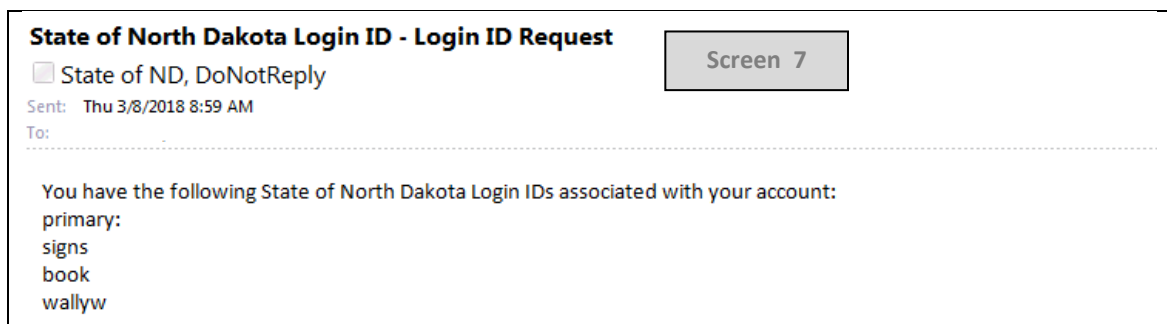 State of North Dakota Login ID - Login ID Request
Screen 7
State of ND, DoNotReply
Sent: Thu 3/8/2018 8:59 AM
To:
You have the following State of North Dakota Login IDs associated with your account:
primary:
signs
book
wallyw